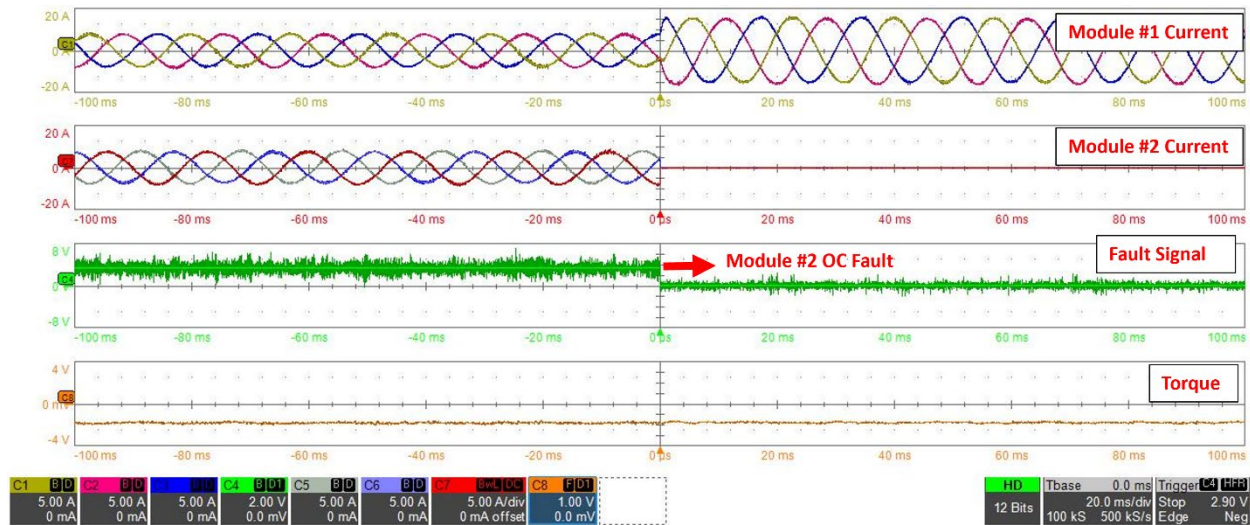 20 A
Module #1 Current
C1
0 A
-20 A
-100 ms -80 ms -60 ms -40 ms -20 ms 0 ps 20 ms 40 ms 60 ms 80 ms 100 ms
20 A
Module #2 Current
0 A
-20 A
-100 ms -80 ms -60 ms -40 ms -20 ms 0 ps 20 ms 40 ms 60 ms 80 ms 100 ms
8 V
Fault Signal
Module #2 OC Fault
C4
0 V
-8 V
-100 ms -80 ms -60 ms -40 ms -20 ms 0 ps 20 ms 40 ms 60 ms 80 ms 100 ms
4 V
Torque
C8
0 mV
-4 V
-100 ms -80 ms -60 ms -40 ms -20 ms 0 ps 20 ms 40 ms 60 ms 80 ms 100 ms
C1 B D C2 B D C4 B D1 C5 B D C6 B D C7 BwL DC C8 F D1 HD Tbase 0.0 ms Trigger C4 HFR
5.00 A 5.00 A 5.00 A 2.00 V 5.00 A 5.00 A 5.00 A/div 1.00 V 20.0 ms/div Stop 2.90 V
0 mA 0 mA 0 mA 0.0 mV 0 mA 0 mA 0 mA offset 0.0 mV 12 Bits 100 kS 500 kS/s Edge Neg